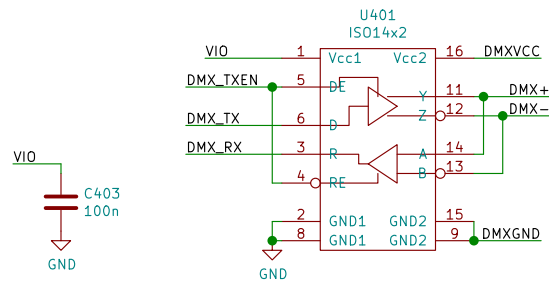 U401
ISO14x2
VIO 1 Vcc1 Vcc2 16 DMXVCC
DMX_TXEN 5 DE Y 11 DMX+
Z 12 DMX-
DMX_TX 6 D
DMX_RX 3 R A 14
4 RE B 13
VIO
C403
100n
GND
2 GND1 GND2 15
8 GND1 GND2 9 DMXGND
GND